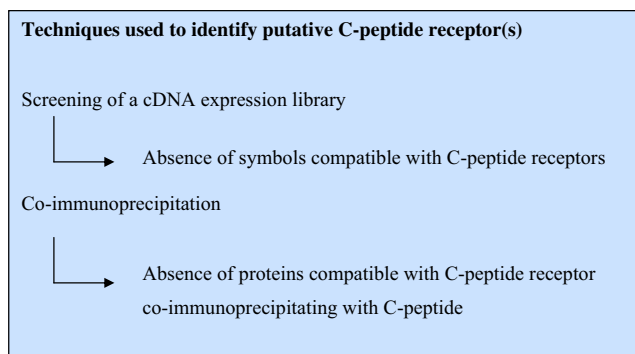 Techniques used to identify putative C-peptide receptor(s)
Screening of a cDNA expression library
Absence of symbols compatible with C-peptide receptors
Co-immunoprecipitation
Absence of proteins compatible with C-peptide receptor
co-immunoprecipitating with C-peptide